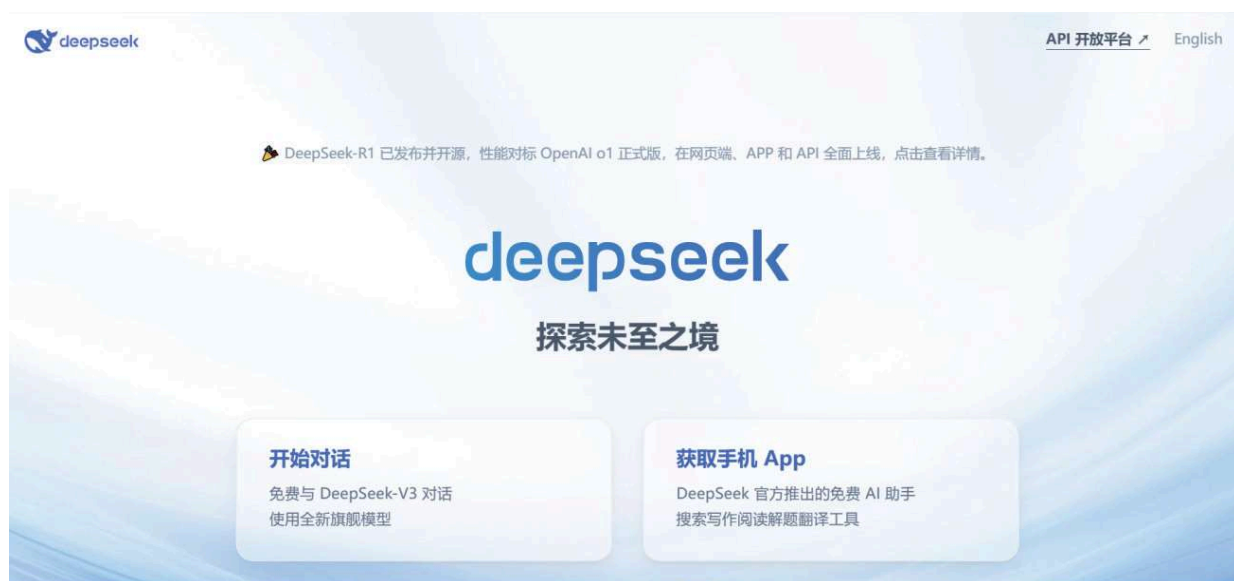 deepseek
API 开放平台 ↗
English
🎉 DeepSeek-R1 已发布并开源，性能对标 OpenAI o1 正式版，在网页端、APP 和 API 全面上线，点击查看详情。
deepseek
探索未至之境
开始对话
免费与 DeepSeek-V3 对话
使用全新旗舰模型
获取手机 App
DeepSeek 官方推出的免费 AI 助手
搜索写作阅读解题翻译工具